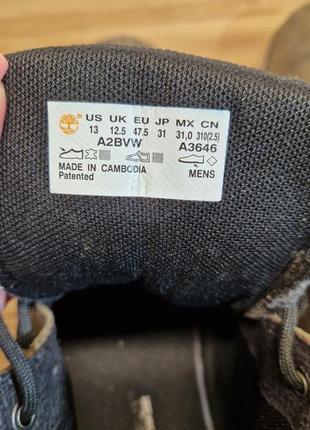 US UK EU JP MX CN
13 12.5 47.5 31 31,0 310(2.5)
A2BVW A3646
MADE IN CAMBODIA MENS
Patented